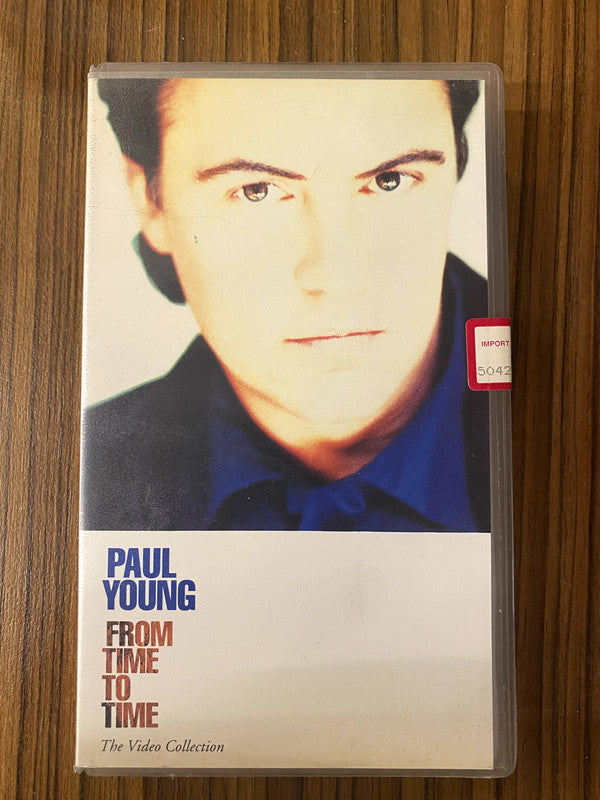 IMPORT
5042
PAUL
YOUNG
FROM
TIME
TO
TIME
The Video Collection